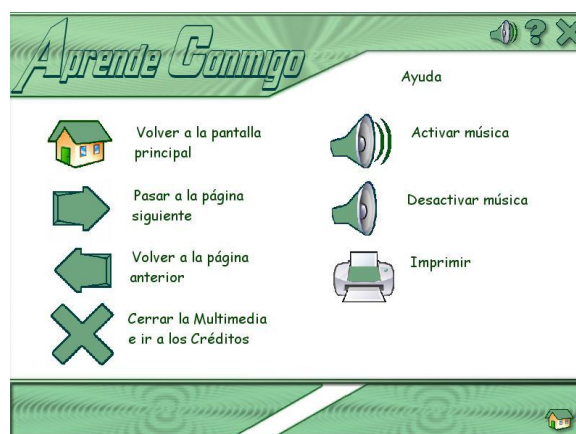 Aprende Conmigo
Ayuda
Volver a la pantalla
principal
Pasar a la página
siguiente
Volver a la página
anterior
Cerrar la Multimedia
e ir a los Créditos
Activar música
Desactivar música
Imprimir